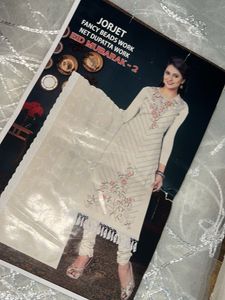 JORJET
FANCY BEADS WORK
NET DUPATTA WORK
EID MUBARAK - 2